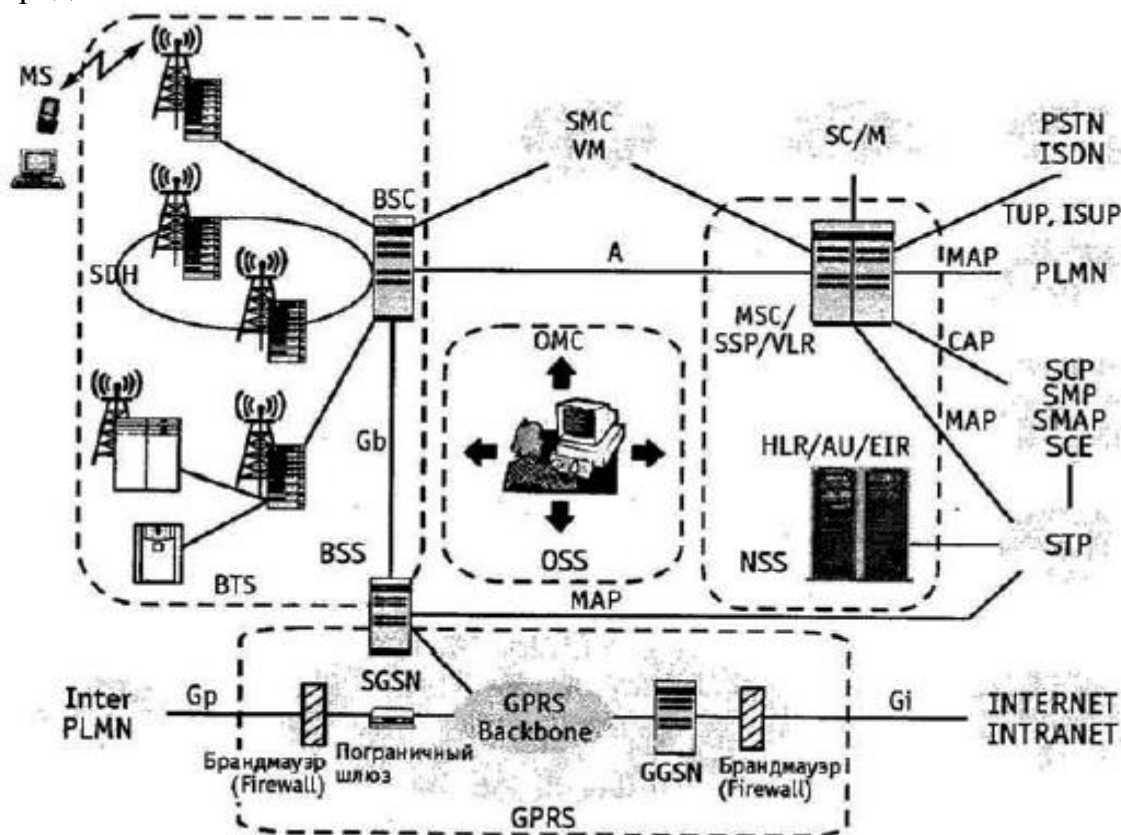 MS
SMC
VM
SC/M
PSTN
ISDN
BSC
TUP, ISUP
SDH
A
MAP
PLMN
MSC/
SSP/VLR
OMC
CAP
SCP
SMP
SMAP
SCE
MAP
Gb
HLR/AU/EIR
BSS
OSS
NSS
STP
BTS
MAP
SGSN
Inter
PLMN
Gp
GPRS
Backbone
Gi
INTERNET
INTRANET
Брандмауэр
(Firewall)
Пограничный
шлюз
GGSN
Брандмауэр
(Firewall)
GPRS